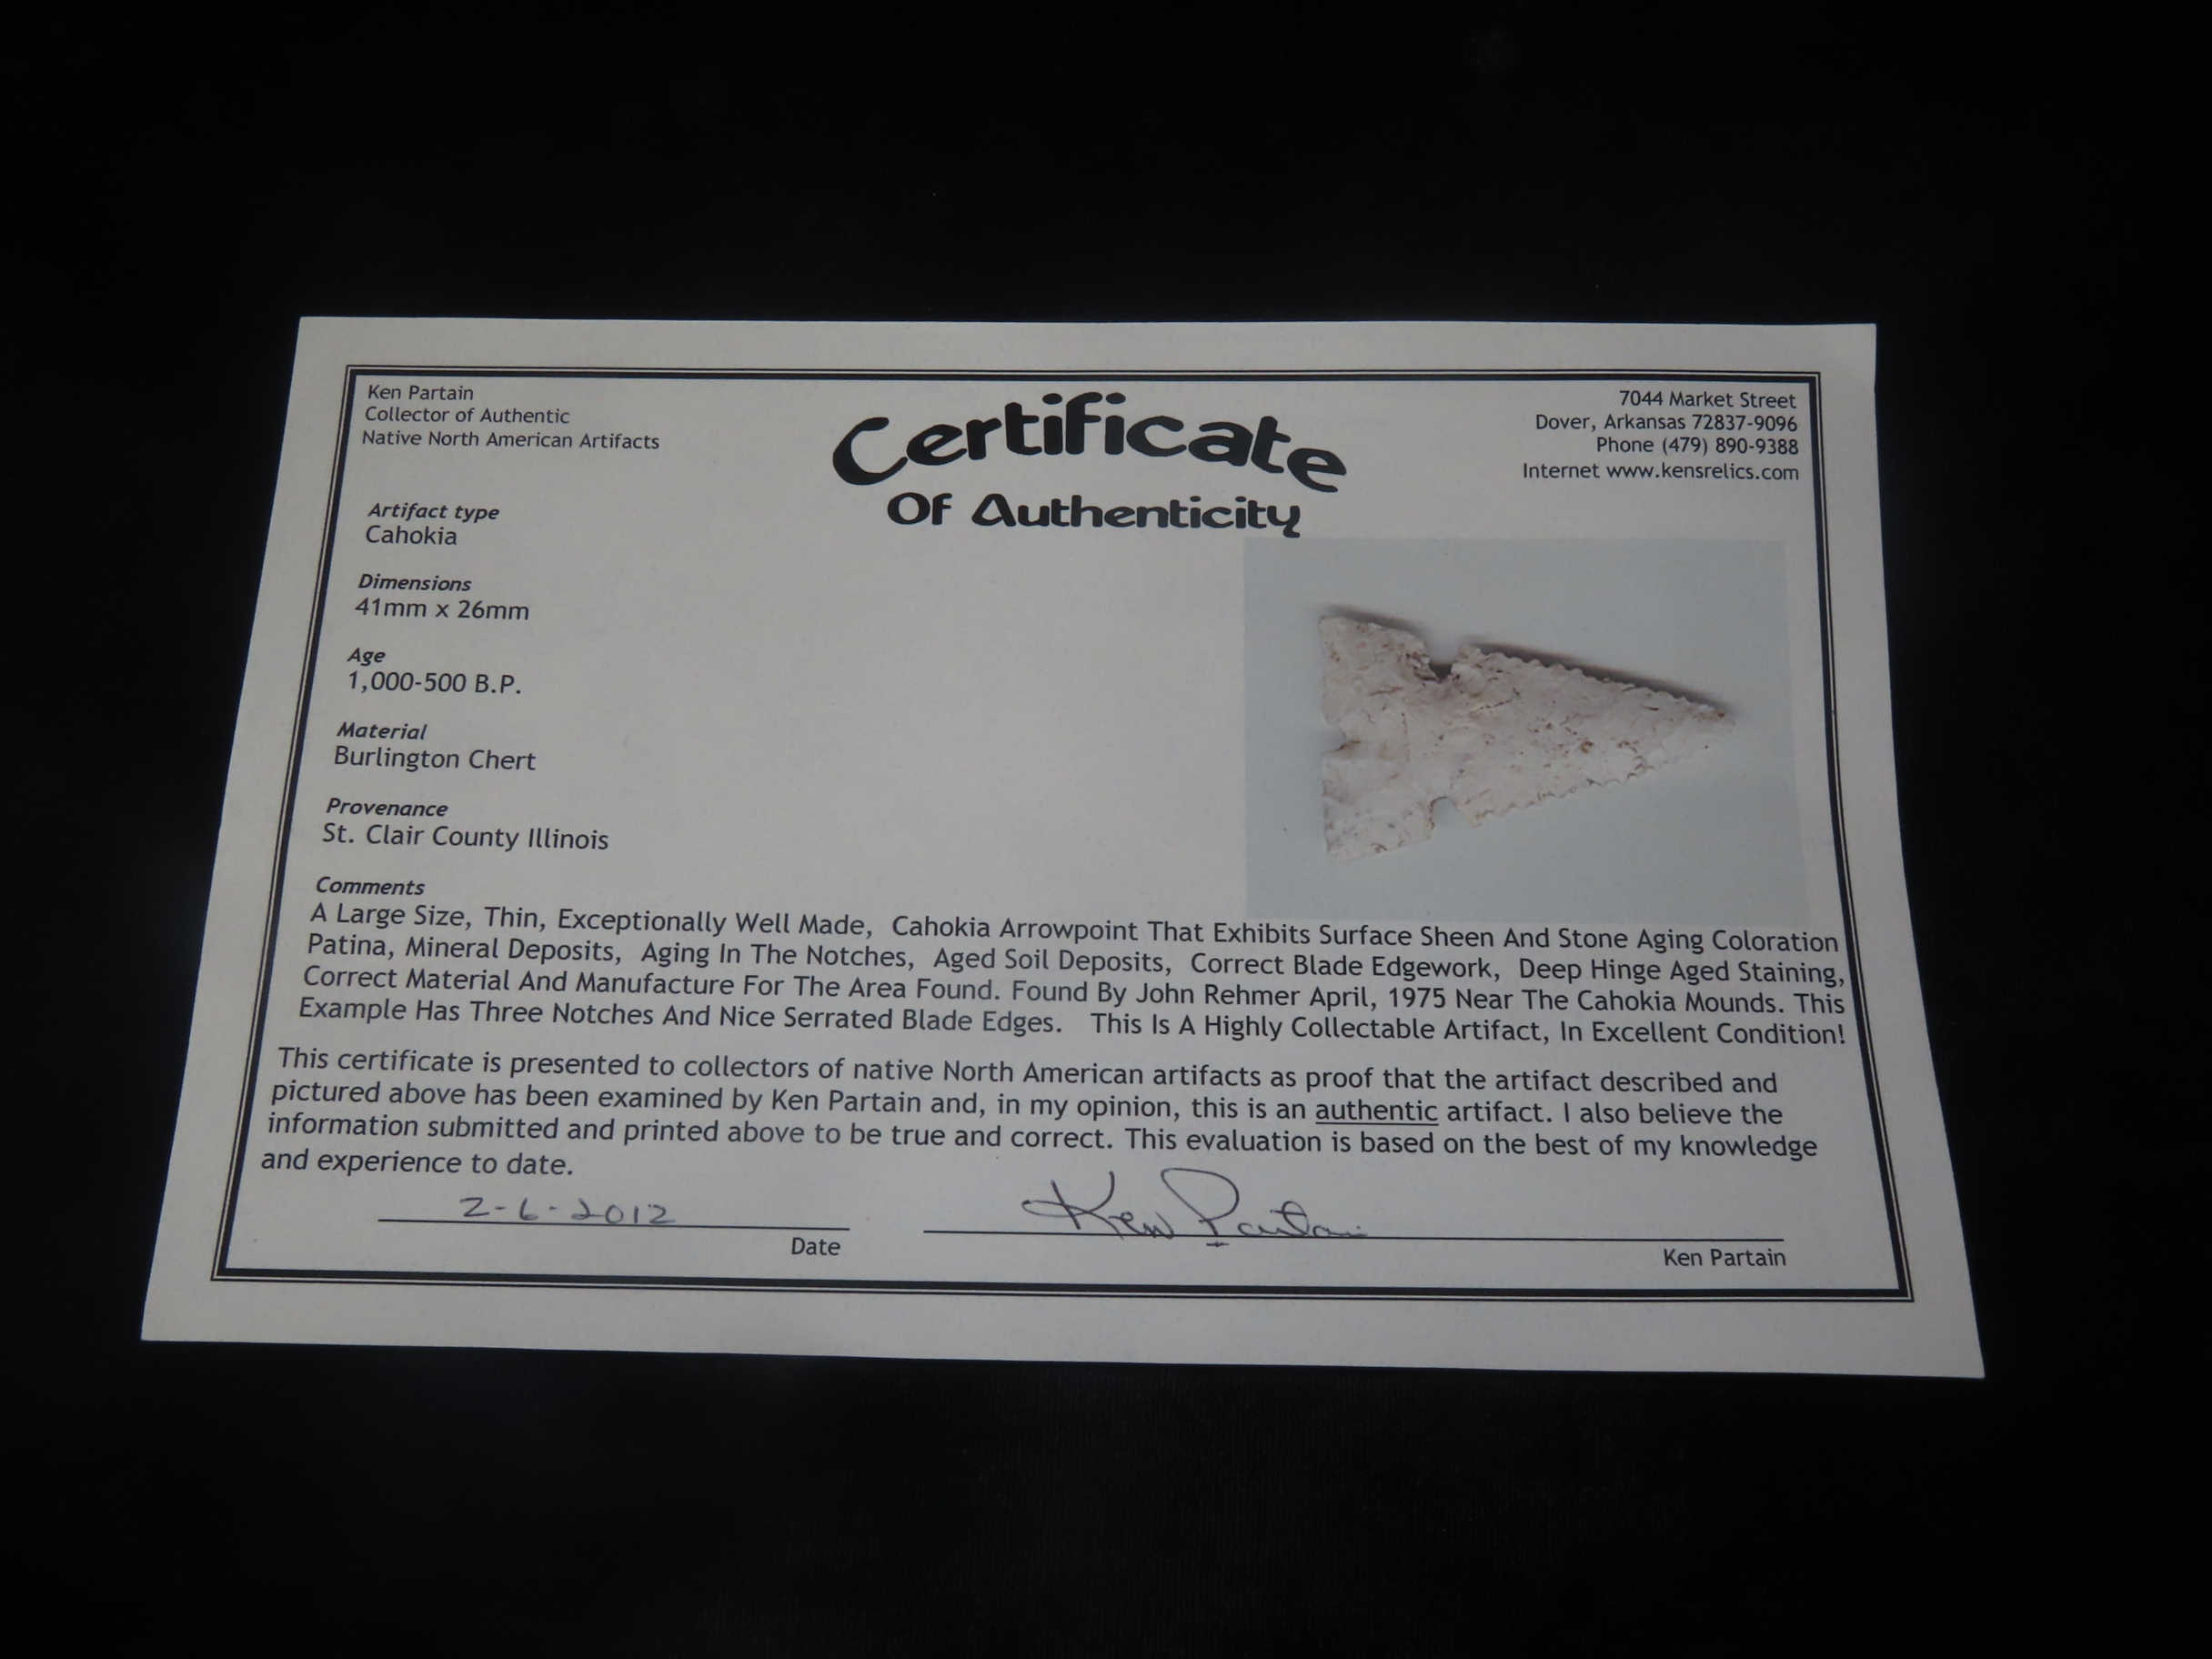 Ken Partain
Collector of Authentic
Native North American Artifacts
Certificate
Of Authenticity
7044 Market Street
Dover, Arkansas 72837-9096
Phone (479) 890-9388
Internet www.kensrelics.com
Artifact type
Cahokia
Dimensions
41mm x 26mm
Age
1,000-500 B.P.
Material
Burlington Chert
Provenance
St. Clair County Illinois
Comments
A Large Size, Thin, Exceptionally Well Made, Cahokia Arrowpoint That Exhibits Surface Sheen And Stone Aging Coloration
Patina, Mineral Deposits, Aging In The Notches, Aged Soil Deposits, Correct Blade Edgework, Deep Hinge Aged Staining,
Correct Material And Manufacture For The Area Found. Found By John Rehmer April, 1975 Near The Cahokia Mounds. This
Example Has Three Notches And Nice Serrated Blade Edges. This Is A Highly Collectable Artifact, In Excellent Condition!
This certificate is presented to collectors of native North American artifacts as proof that the artifact described and
pictured above has been examined by Ken Partain and, in my opinion, this is an authentic artifact. I also believe the
information submitted and printed above to be true and correct. This evaluation is based on the best of my knowledge
and experience to date.
2-6-2012
Ken Partain
Date
Ken Partain